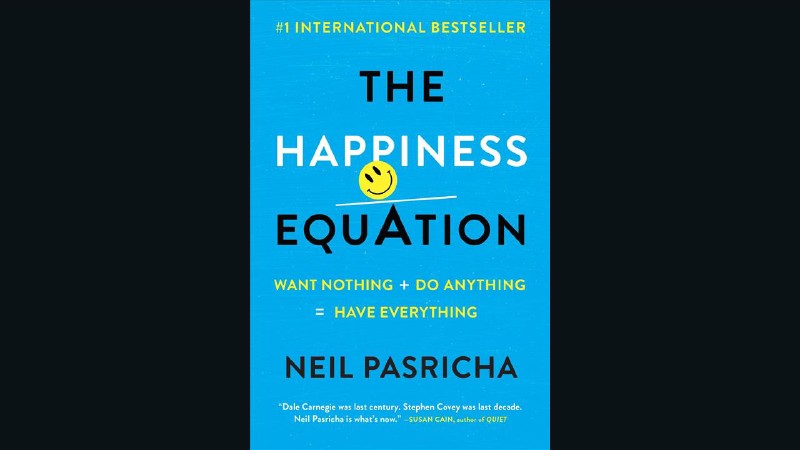 #1 INTERNATIONAL BESTSELLER
THE
HAPPINESS
EQUATION
WANT NOTHING + DO ANYTHING
= HAVE EVERYTHING
NEIL PASRICHA
“Dale Carnegie was last century. Stephen Covey was last decade.
Neil Pasricha is what's now.” —SUSAN CAIN, author of QUIET